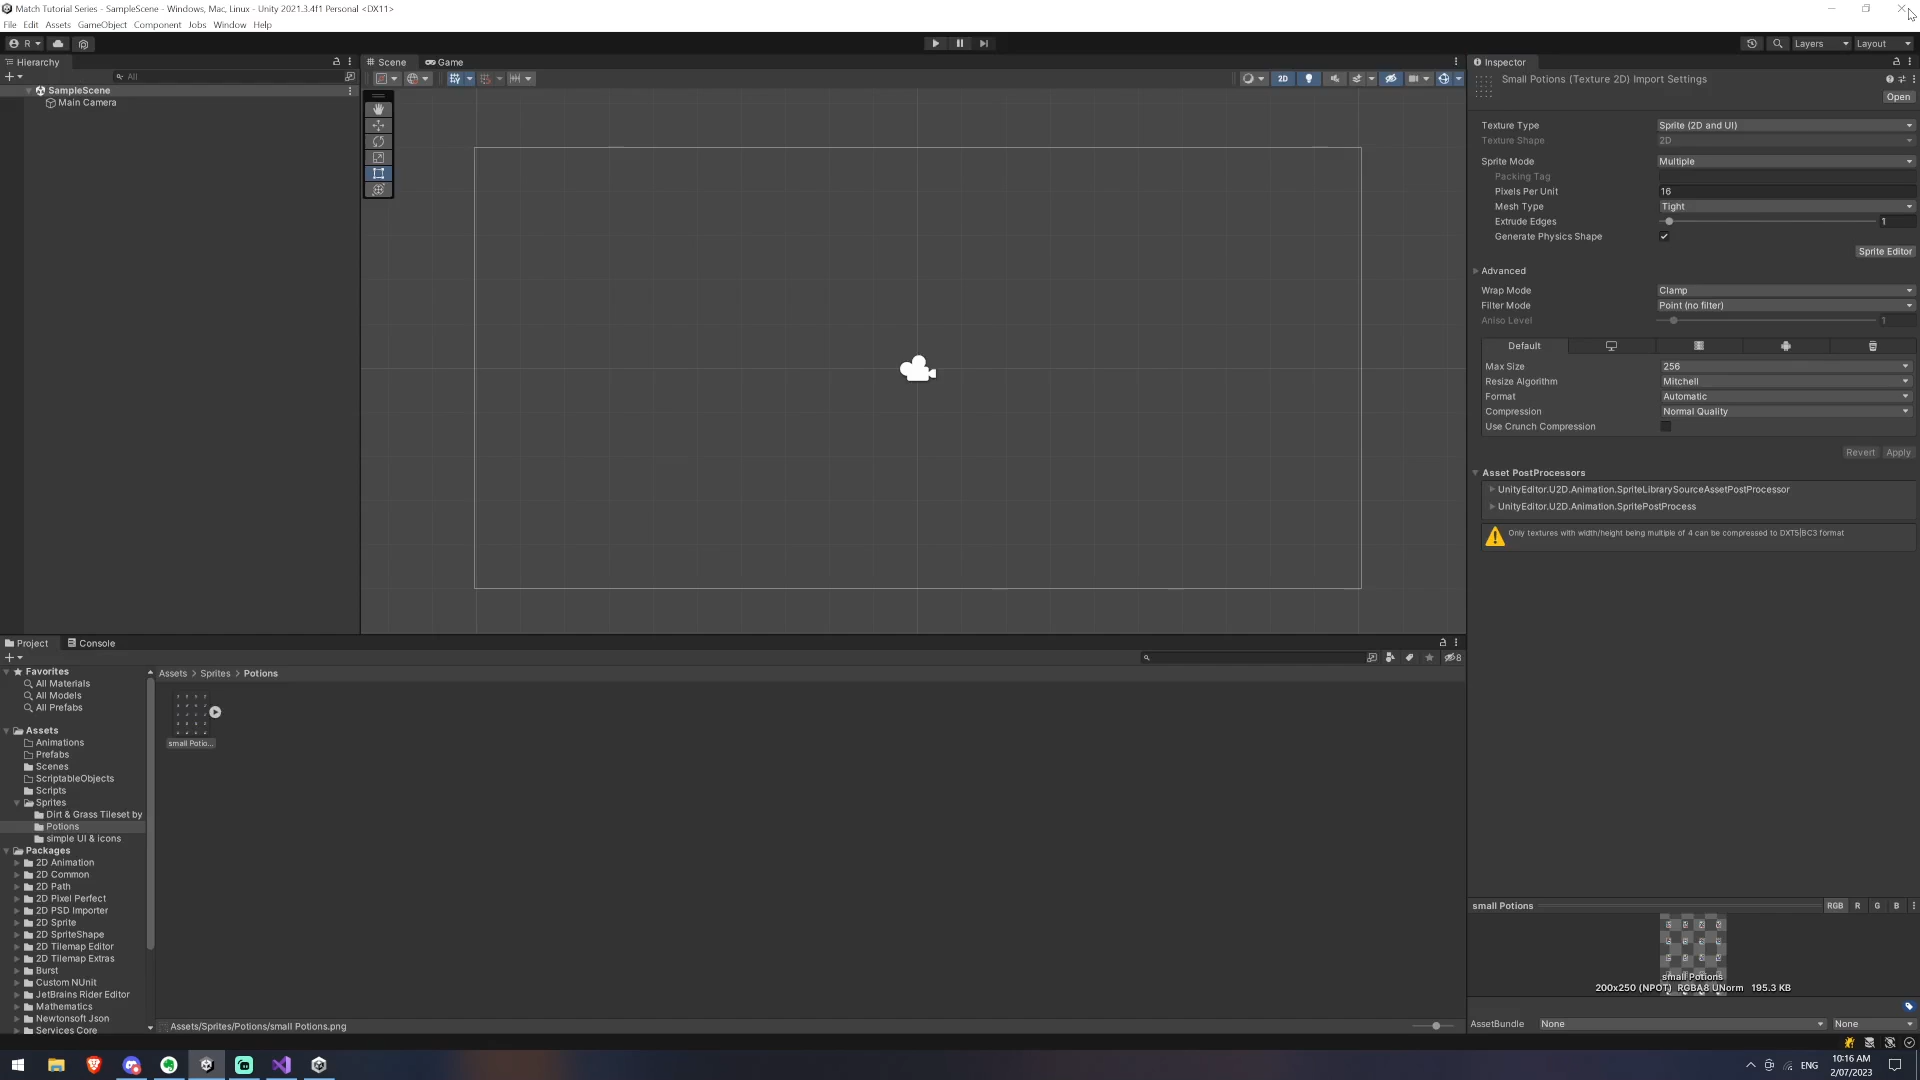 Match Tutorial Series - SampleScene - Windows, Mac, Linux - Unity 2021.3.4f1 Personal <DX11>
File Edit Assets GameObject Component Jobs Window Help
R
Layers
Layout
Hierarchy
All
SampleScene
Main Camera
Scene
Game
2D
Inspector
Small Potions (Texture 2D) Import Settings
Open
Texture Type Sprite (2D and UI)
Texture Shape 2D
Sprite Mode Multiple
Packing Tag
Pixels Per Unit 16
Mesh Type Tight
Extrude Edges 1
Generate Physics Shape
Sprite Editor
Advanced
Wrap Mode Clamp
Filter Mode Point (no filter)
Aniso Level 1
Default
Max Size 256
Resize Algorithm Mitchell
Format Automatic
Compression Normal Quality
Use Crunch Compression
Revert Apply
Asset PostProcessors
UnityEditor.U2D.Animation.SpriteLibrarySourceAssetPostProcessor
UnityEditor.U2D.Animation.SpritePostProcess
Only textures with width/height being multiple of 4 can be compressed to DXT5|BC3 format
Project
Console
8
Favorites
All Materials
All Models
All Prefabs
Assets
Animations
Prefabs
Scenes
ScriptableObjects
Scripts
Sprites
Dirt & Grass Tileset by
Potions
simple UI & icons
Packages
2D Animation
2D Common
2D Path
2D Pixel Perfect
2D PSD Importer
2D Sprite
2D SpriteShape
2D Tilemap Editor
2D Tilemap Extras
Burst
Custom NUnit
JetBrains Rider Editor
Mathematics
Newtonsoft Json
Services Core
Assets > Sprites > Potions
small Potio...
Assets/Sprites/Potions/small Potions.png
small Potions
RGB R G B
small Potions
200x250 (NPOT) RGBA8 UNorm 195.3 KB
AssetBundle None None
ENG
10:16 AM
2/07/2023